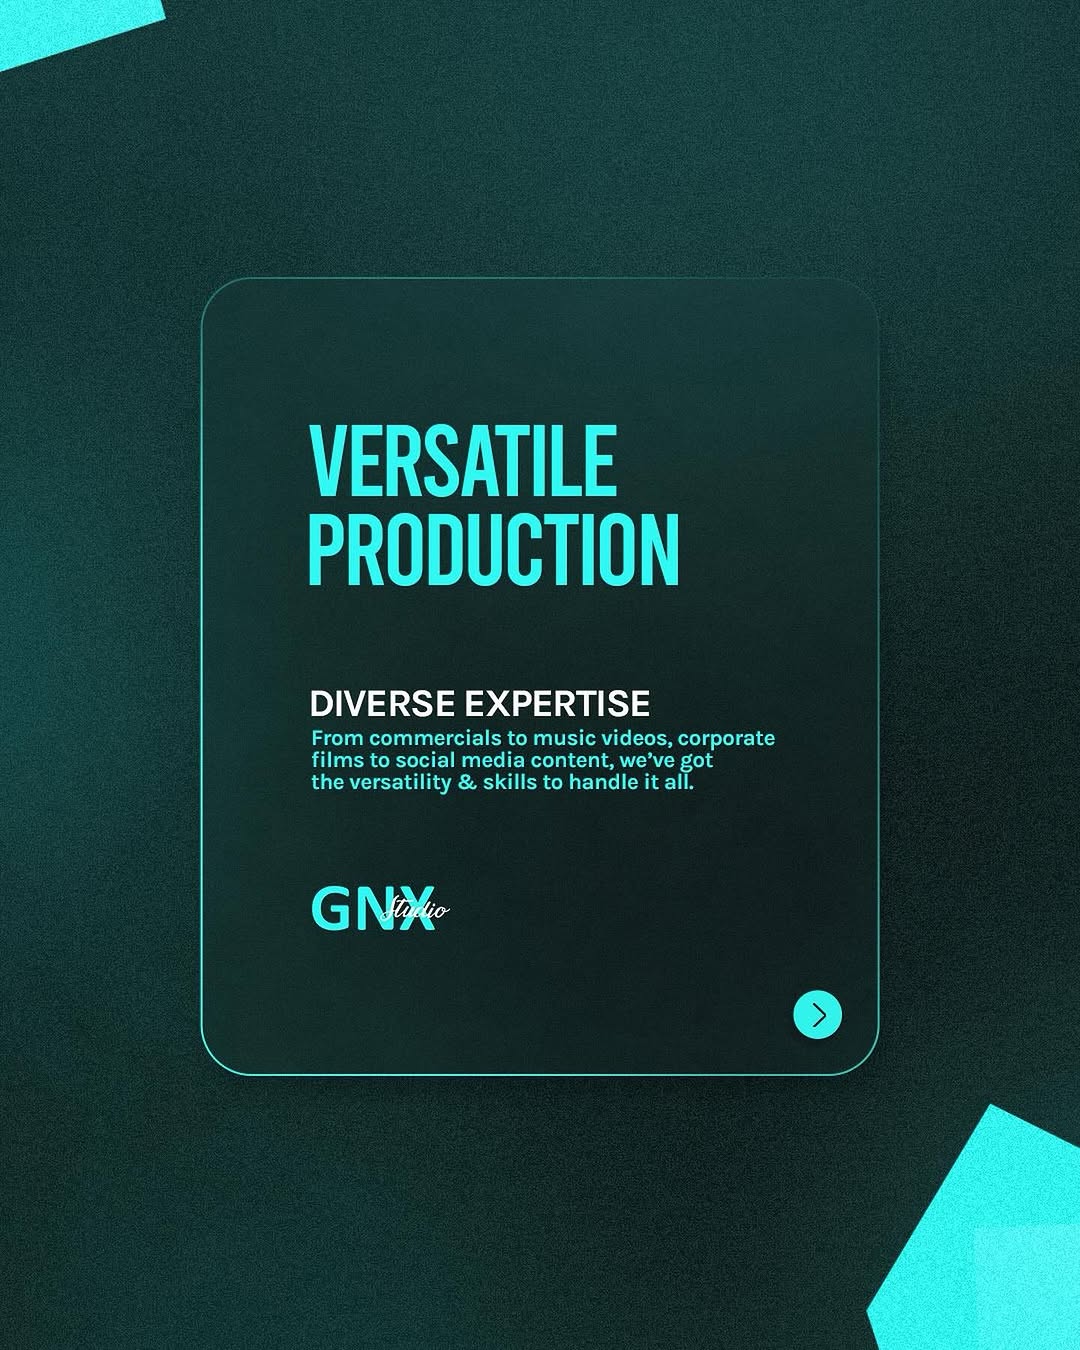 VERSATILE
PRODUCTION
DIVERSE EXPERTISE
From commercials to music videos, corporate
films to social media content, we’ve got
the versatility & skills to handle it all.
GNX
Studio